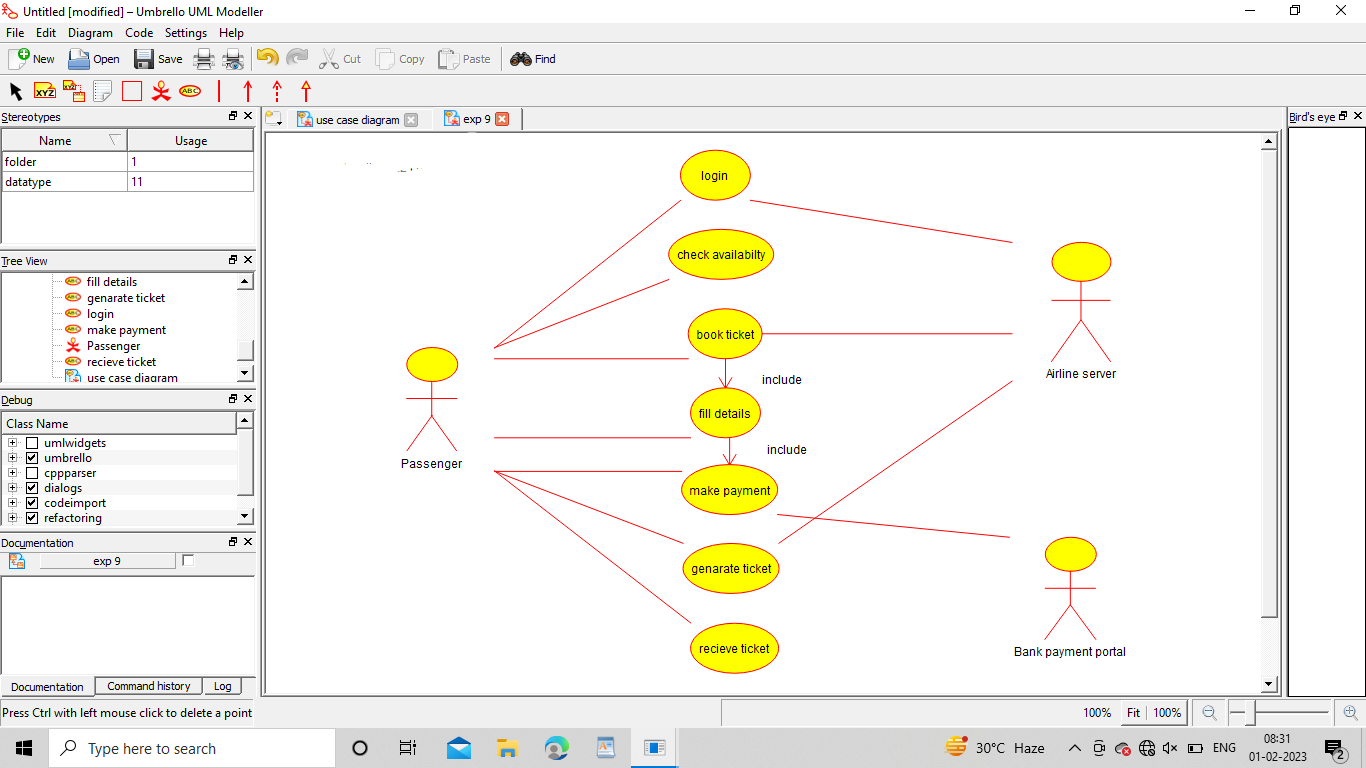 Untitled [modified] – Umbrello UML Modeller
File Edit Diagram Code Settings Help
New Open Save Cut Copy Paste Find
XYZ XYZ ABC
Stereotypes
Name Usage
folder 1
datatype 11
Tree View
fill details
genarate ticket
login
make payment
Passenger
recieve ticket
use case diagram
Debug
Class Name
umlwidgets
umbrello
cppparser
dialogs
codeimport
refactoring
Documentation
exp 9
Documentation Command history Log
use case diagram exp 9
login
check availabilty
book ticket
include
fill details
include
make payment
genarate ticket
recieve ticket
Passenger
Airline server
Bank payment portal
Bird's eye
Press Ctrl with left mouse click to delete a point
100% Fit 100%
Type here to search
30°C Haze
ENG
08:31
01-02-2023
2